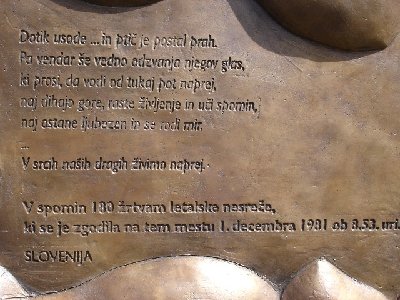 Dotik usode ... in ptič je postal prah.
Pa vendar še vedno odzvanja njegov glas,
ki prosi, da vodi od tukaj pot naprej,
naj dihajo gore, raste življenje in uči spomin,
naj ostane ljubezen in se rodi mir.
...
V srcih naših dragih živimo naprej.
V spomin 180 žrtvam letalske nesreče,
ki se je zgodila na tem mestu 1. decembra 1981 ob 8.53. uri.
SLOVENIJA